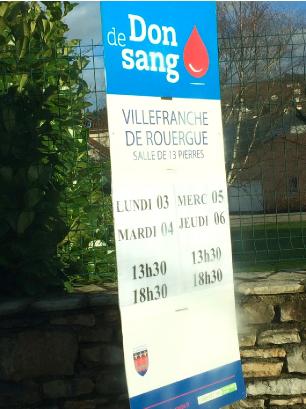 Don
de sang
VILLEFRANCHE
DE ROUERGUE
SALLE DE 13 PIERRES
LUNDI 03 MERC 05
MARDI 04 JEUDI 06
13h30 13h30
18h30 18h30